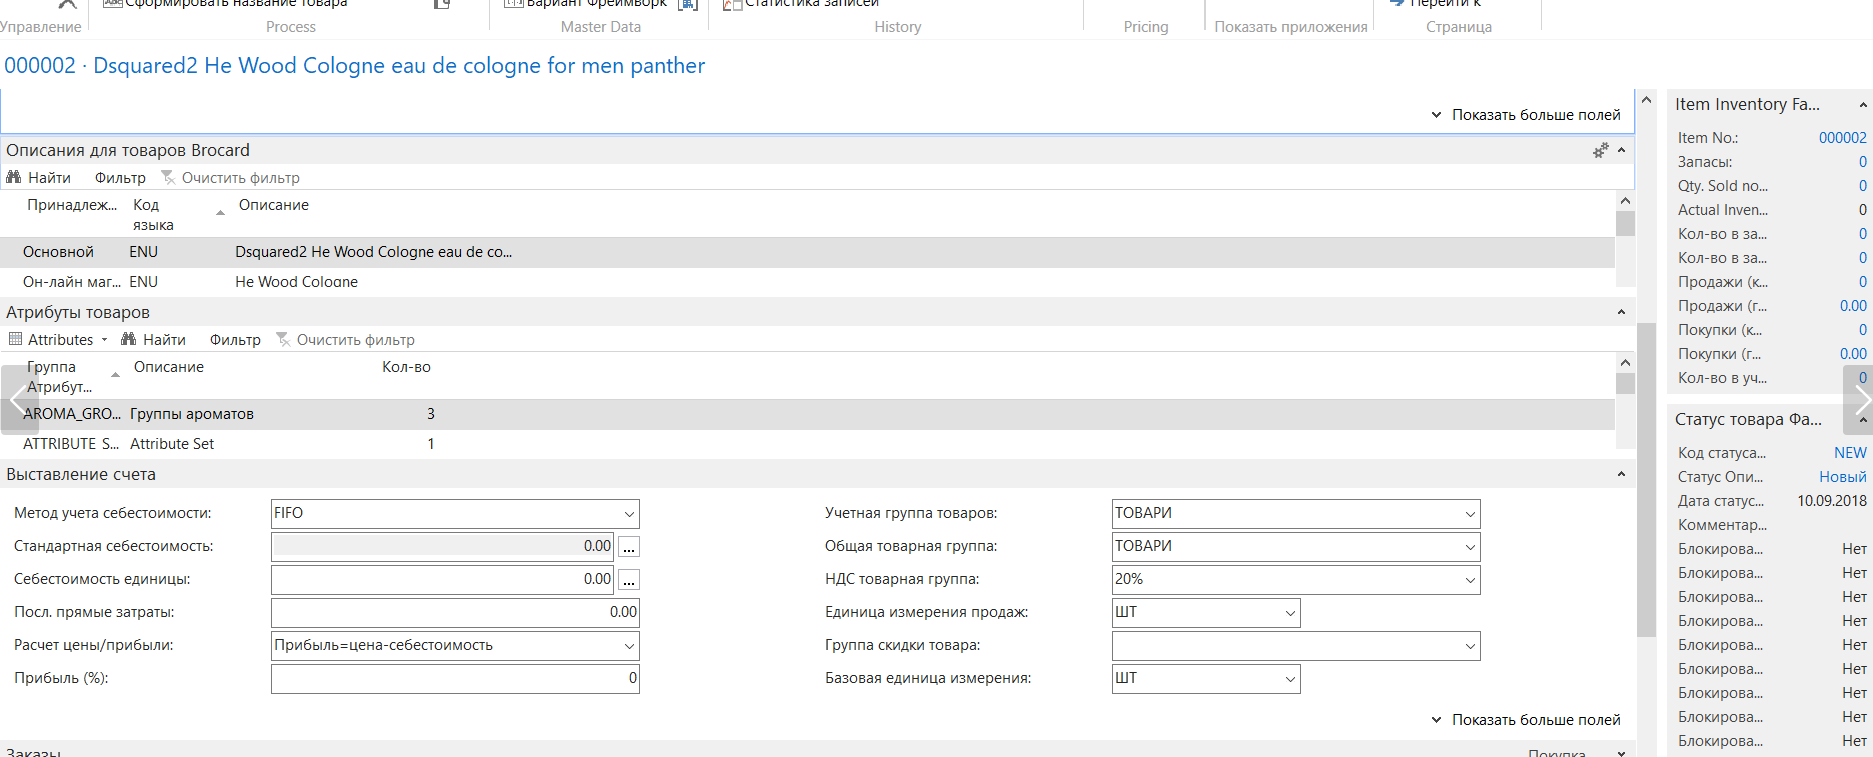 Сформировать название товара
Вариант Фреймворк
Статистика записей
Перейти к
Управление
Process
Master Data
History
Pricing
Показать приложения
Страница
000002 · Dsquared2 He Wood Cologne eau de cologne for men panther
Показать больше полей
Описания для товаров Brocard
Найти Фильтр Очистить фильтр
Принадлеж... Код языка Описание
Основной ENU Dsquared2 He Wood Cologne eau de co...
Он-лайн маг... ENU He Wood Cologne
Атрибуты товаров
Attributes Найти Фильтр Очистить фильтр
Группа Атрибут... Описание Кол-во
AROMA_GRO... Группы ароматов 3
ATTRIBUTE_S... Attribute Set 1
Выставление счета
Метод учета себестоимости: FIFO
Стандартная себестоимость: 0.00 ...
Себестоимость единицы: 0.00 ...
Посл. прямые затраты: 0.00
Расчет цены/прибыли: Прибыль=цена-себестоимость
Прибыль (%): 0
Учетная группа товаров: ТОВАРИ
Общая товарная группа: ТОВАРИ
НДС товарная группа: 20%
Единица измерения продаж: ШТ
Группа скидки товара:
Базовая единица измерения: ШТ
Показать больше полей
Заказы
Покупка
Item Inventory Fa...
Item No.: 000002
Запасы: 0
Qty. Sold no... 0
Actual Inven... 0
Кол-во в за... 0
Кол-во в за... 0
Продажи (к... 0
Продажи (г... 0.00
Покупки (к... 0
Покупки (г... 0.00
Кол-во в уч... 0
Статус товара Фа...
Код статуса... NEW
Статус Опи... Новый
Дата статус... 10.09.2018
Комментар...
Блокирова... Нет
Блокирова... Нет
Блокирова... Нет
Блокирова... Нет
Блокирова... Нет
Блокирова... Нет
Блокирова... Нет
Блокирова... Нет
Блокирова... Нет